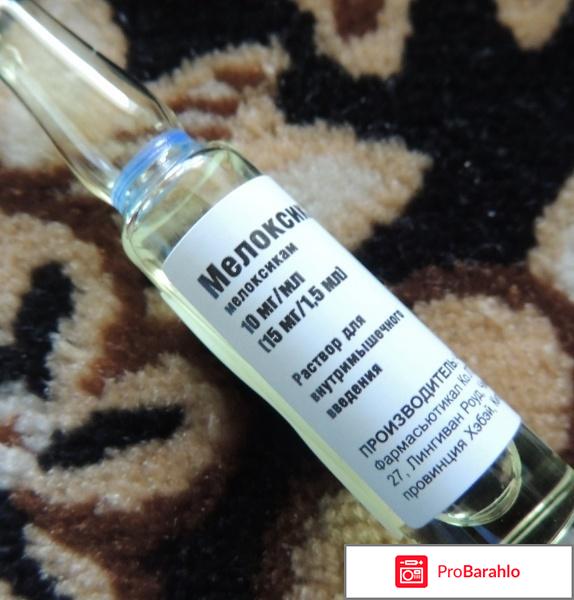 Мелоксик
мелоксикам
10 мг/мл
(15 мг/1,5 мл)
Раствор для
внутримышечного
введения
ПРОИЗВОДИТЕЛЬ
Фармасьютикал Ко.
27, Лингиван Роуд,
провинция Хэбэй,
ProBarahlo